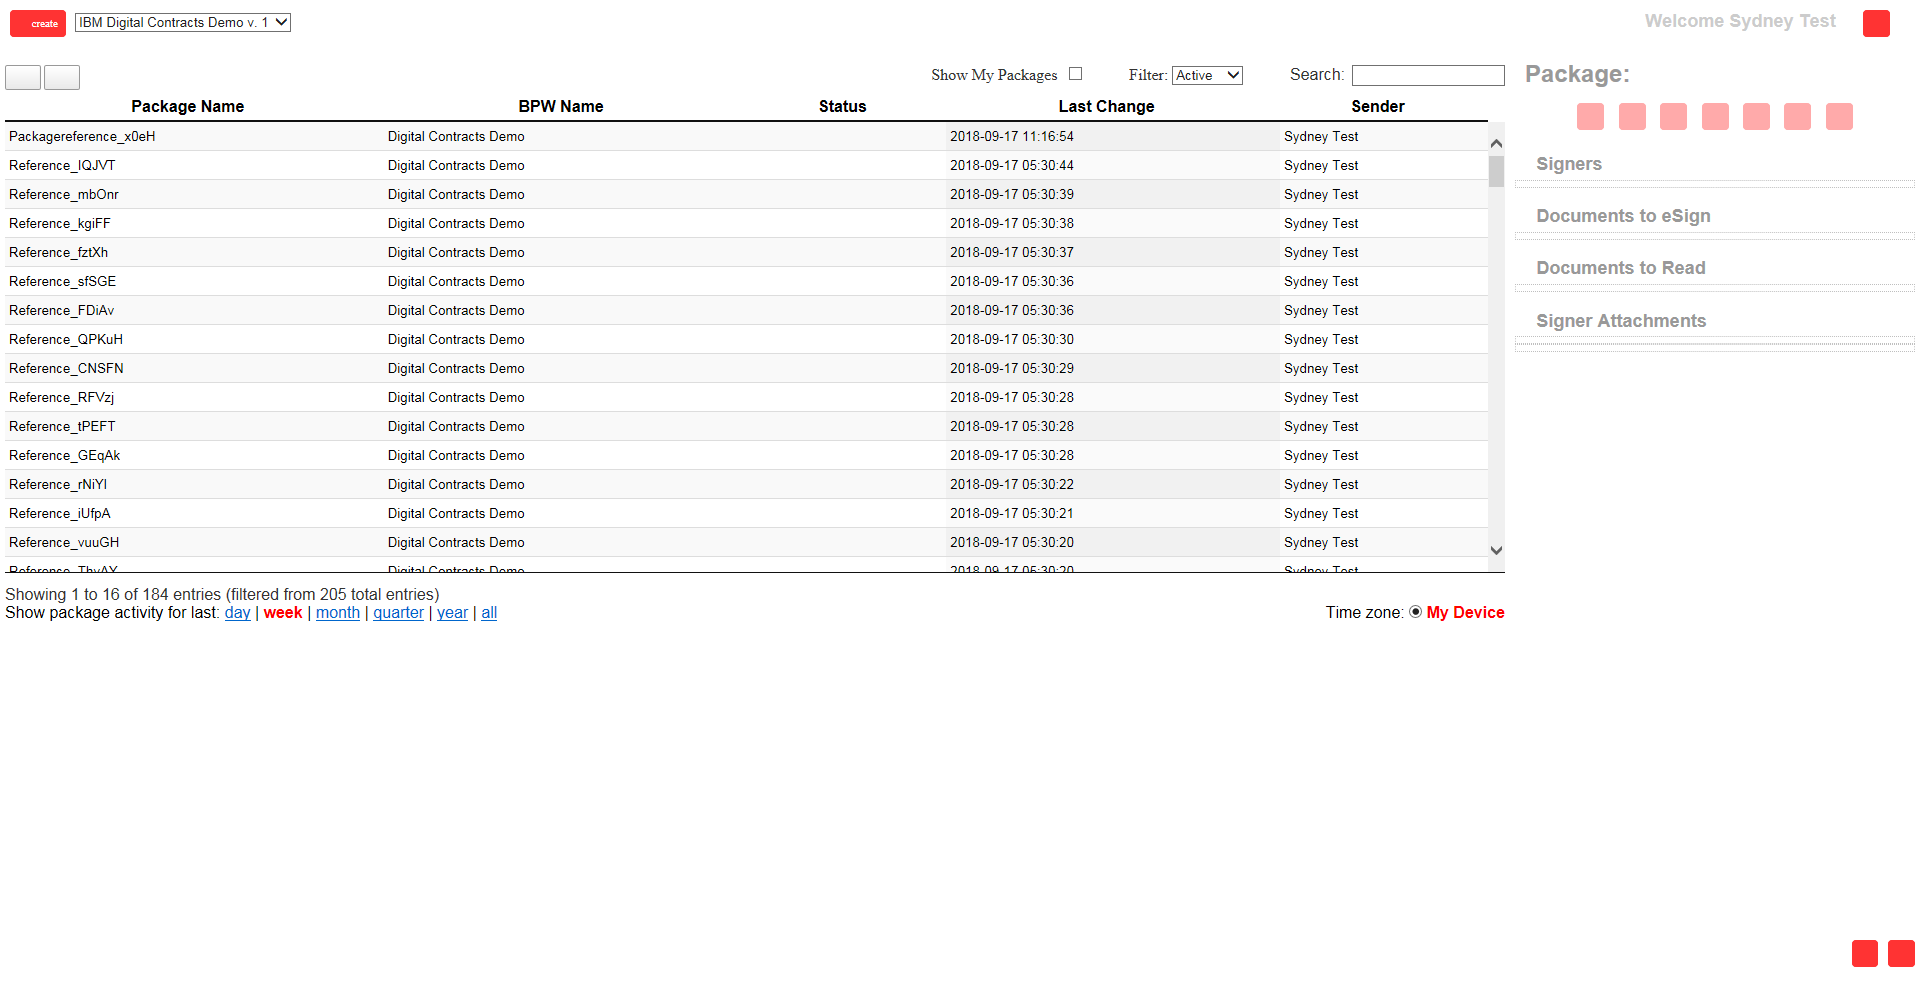 create IBM Digital Contracts Demo v. 1 Welcome Sydney Test
Show My Packages Filter: Active Search: Package:
Package Name BPW Name Status Last Change Sender
Packagereference_x0eH Digital Contracts Demo 2018-09-17 11:16:54 Sydney Test
Reference_IQJVT Digital Contracts Demo 2018-09-17 05:30:44 Sydney Test
Reference_mbOnr Digital Contracts Demo 2018-09-17 05:30:39 Sydney Test
Reference_kgiFF Digital Contracts Demo 2018-09-17 05:30:38 Sydney Test
Reference_fztXh Digital Contracts Demo 2018-09-17 05:30:37 Sydney Test
Reference_sfSGE Digital Contracts Demo 2018-09-17 05:30:36 Sydney Test
Reference_FDiAv Digital Contracts Demo 2018-09-17 05:30:36 Sydney Test
Reference_QPKuH Digital Contracts Demo 2018-09-17 05:30:30 Sydney Test
Reference_CNSFN Digital Contracts Demo 2018-09-17 05:30:29 Sydney Test
Reference_RFVzj Digital Contracts Demo 2018-09-17 05:30:28 Sydney Test
Reference_tPEFT Digital Contracts Demo 2018-09-17 05:30:28 Sydney Test
Reference_GEqAk Digital Contracts Demo 2018-09-17 05:30:28 Sydney Test
Reference_rNiYl Digital Contracts Demo 2018-09-17 05:30:22 Sydney Test
Reference_iUfpA Digital Contracts Demo 2018-09-17 05:30:21 Sydney Test
Reference_vuuGH Digital Contracts Demo 2018-09-17 05:30:20 Sydney Test
Digital Contracts Demo 2018-09-17 05:30:20 Sydney Test
Showing 1 to 16 of 184 entries (filtered from 205 total entries)
Show package activity for last: day | week | month | quarter | year | all Time zone: My Device
Signers
Documents to eSign
Documents to Read
Signer Attachments